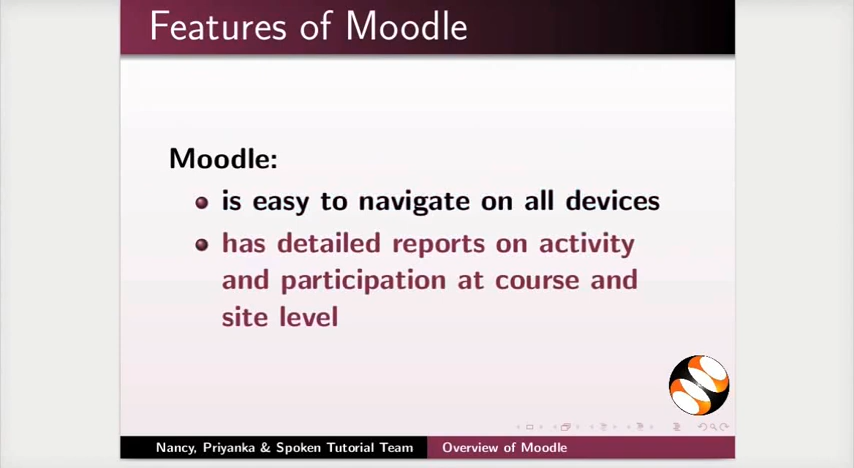 Features of Moodle
Moodle:
is easy to navigate on all devices
has detailed reports on activity
and participation at course and
site level
Nancy, Priyanka & Spoken Tutorial Team
Overview of Moodle